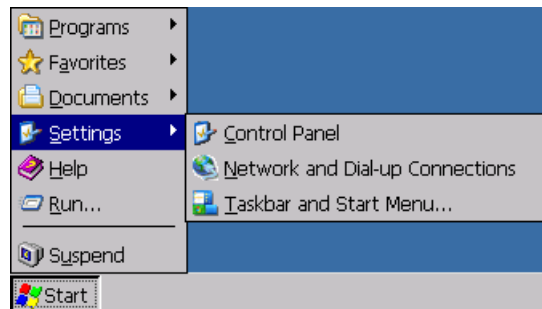 Programs
Favorites
Documents
Settings
Control Panel
Help
Network and Dial-up Connections
Run...
Taskbar and Start Menu...
Suspend
Start